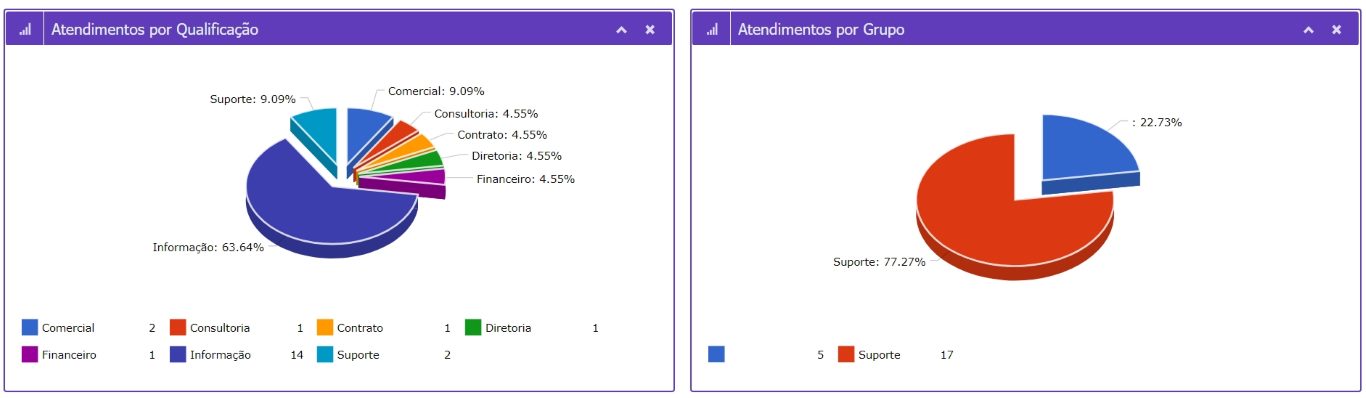 Atendimentos por Qualificação
Suporte: 9.09%
Comercial: 9.09%
Consultoria: 4.55%
Contrato: 4.55%
Diretoria: 4.55%
Financeiro: 4.55%
Informação: 63.64%
Comercial 2 Consultoria 1 Contrato 1 Diretoria 1
Financeiro 1 Informação 14 Suporte 2
Atendimentos por Grupo
: 22.73%
Suporte: 77.27%
5 Suporte 17